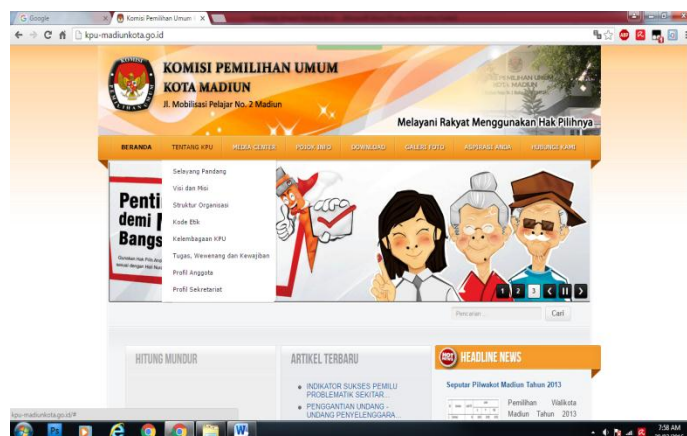 Google
Komisi Pemilihan Umum
kpu-madiunkota.go.id
KOMISI PEMILIHAN UMUM
KOTA MADIUN
Jl. Mobilisasi Pelajar No. 2 Madiun
Melayani Rakyat Menggunakan Hak Pilihnya
BERANDA
TENTANG KPU
MEDIA CENTER
POJOK INFO
DOWNLOAD
GALERI FOTO
ASPIRASI ANDA
HUBUNGI KAMI
Selayang Pandang
Visi dan Misi
Struktur Organisasi
Kode Etik
Kelembagaan KPU
Tugas, Wewenang dan Kewajiban
Profil Anggota
Profil Sekretariat
Penti
demi
Bangs
1 2 3
Pencarian...
Cari
HITUNG MUNDUR
ARTIKEL TERBARU
INDIKATOR SUKSES PEMILU
PROBLEMATIK SEKITAR...
PENGGANTIAN UNDANG -
UNDANG PENYELENGGARA...
HEADLINE NEWS
Seputar Pilwakot Madiun Tahun 2013
Pemilihan Walikota
Madiun Tahun 2013
kpu-madiunkota.go.id/#
7:58 AM